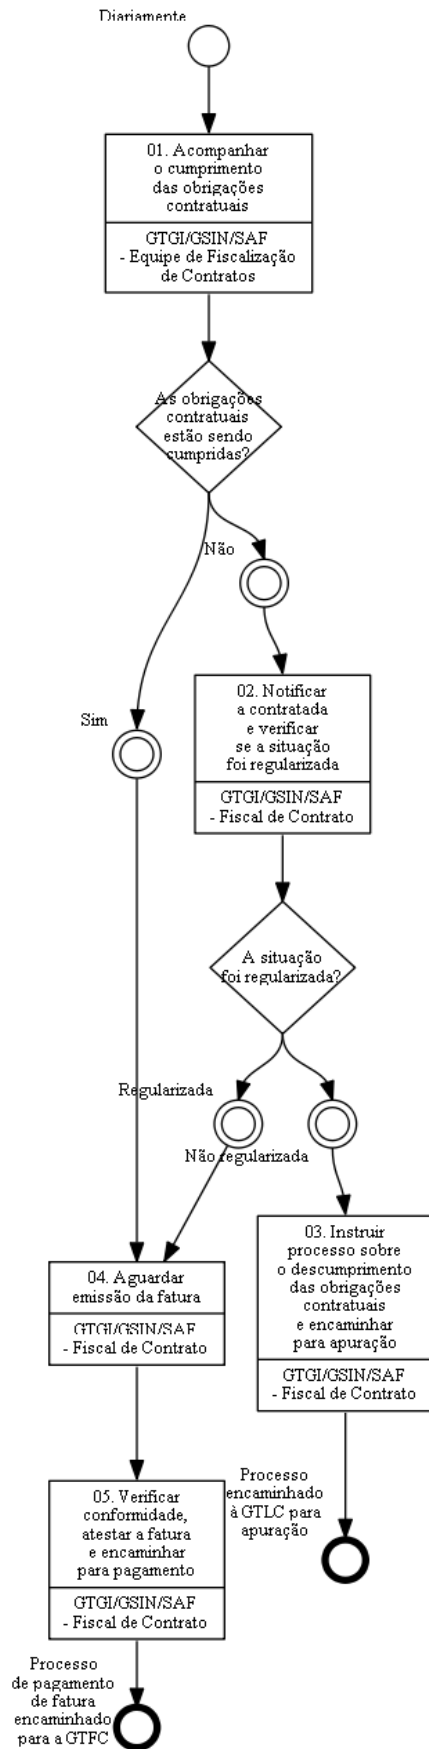 Diariamente
01. Acompanhar
o cumprimento
das obrigações
contratuais
GTGI/GSIN/SAF
- Equipe de Fiscalização
de Contratos
As obrigações
contratuais
estão sendo
cumpridas?
Não
02. Notificar
a contratada
e verificar
se a situação
foi regularizada
GTGI/GSIN/SAF
- Fiscal de Contrato
Sim
A situação
foi regularizada?
Regularizada
Não regularizada
03. Instruir
processo sobre
o descumprimento
das obrigações
contratuais
e encaminhar
para apuração
GTGI/GSIN/SAF
- Fiscal de Contrato
04. Aguardar
emissão da fatura
GTGI/GSIN/SAF
- Fiscal de Contrato
Processo
encaminhado
à GTLC para
apuração
05. Verificar
conformidade,
atestar a fatura
e encaminhar
para pagamento
GTGI/GSIN/SAF
- Fiscal de Contrato
Processo
de pagamento
de fatura
encaminhado
para a GTFC